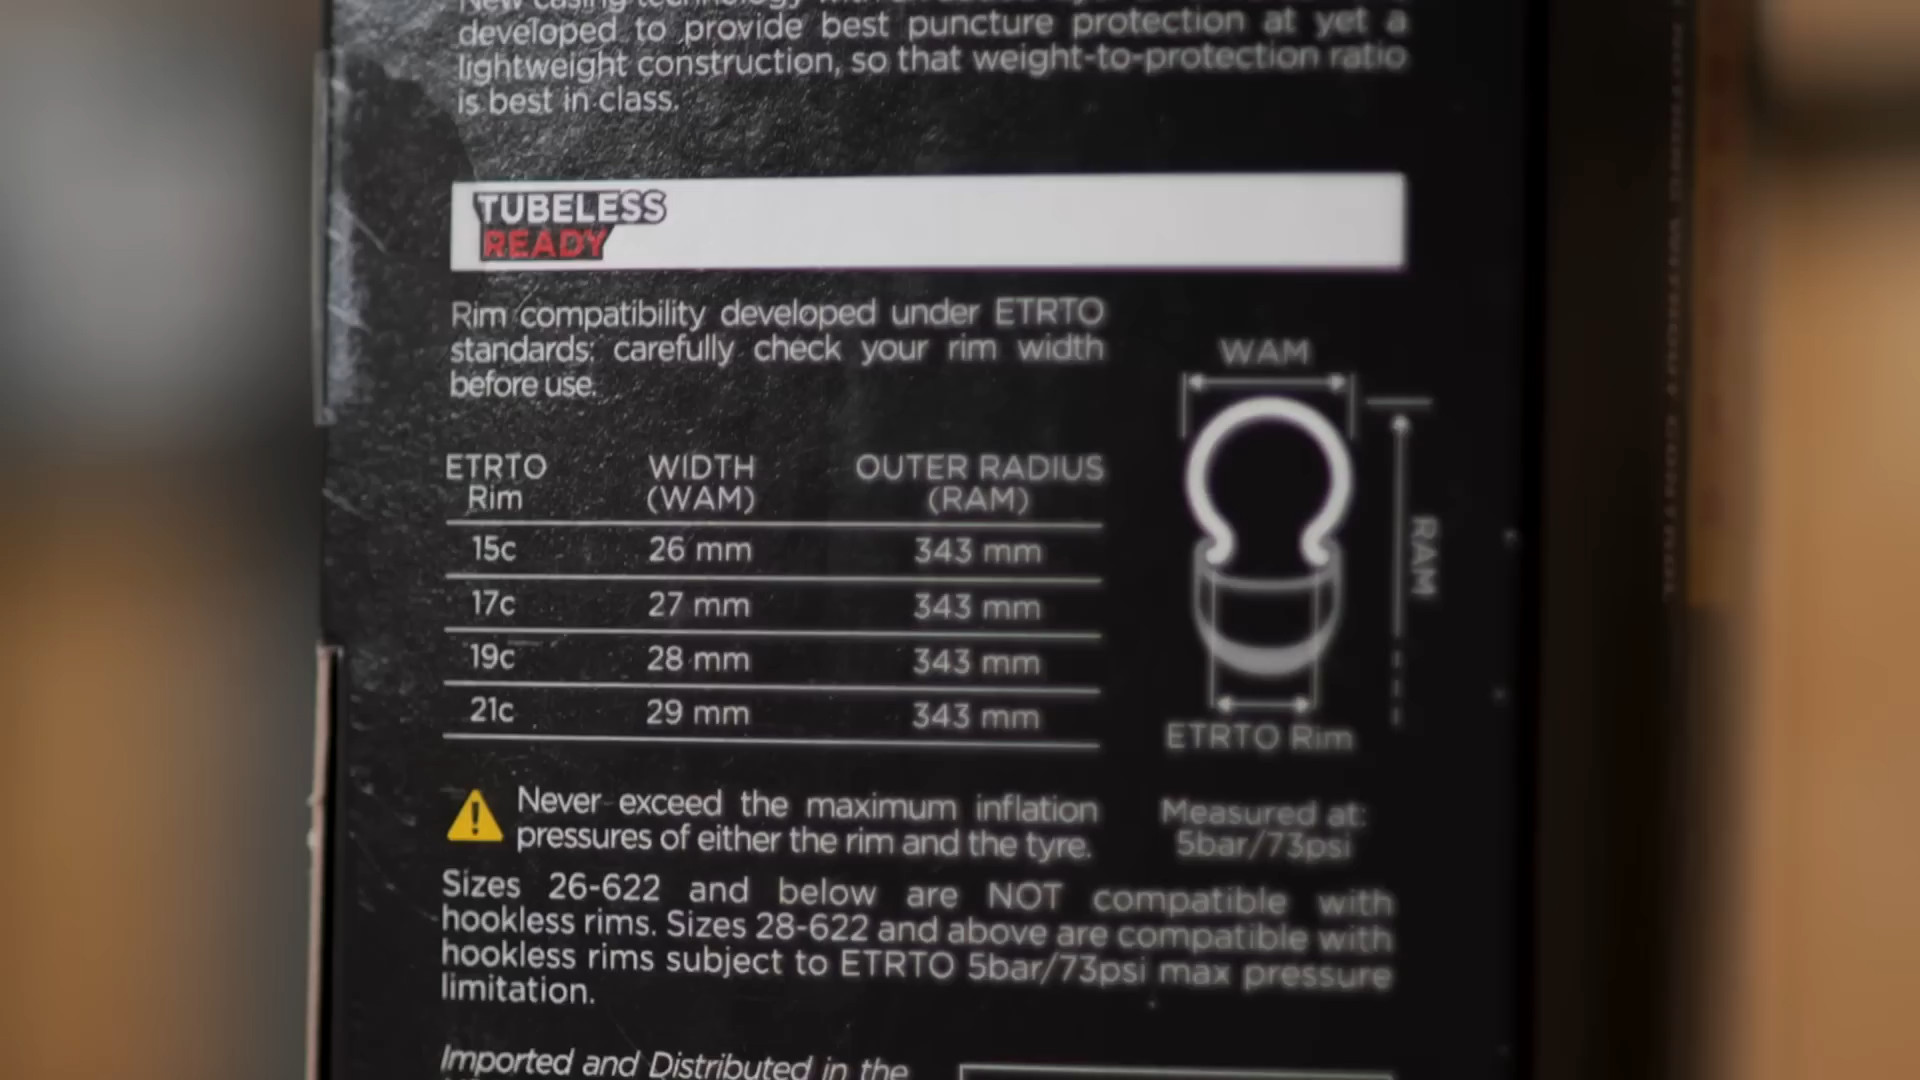 developed to provide best puncture protection at yet a
lightweight construction, so that weight-to-protection ratio
is best in class.
TUBELESS
READY
Rim compatibility developed under ETRTO
standards: carefully check your rim width
before use.
WAM
RAM
ETRTO Rim
ETRTO WIDTH OUTER RADIUS
Rim (WAM) (RAM)
15c 26 mm 343 mm
17c 27 mm 343 mm
19c 28 mm 343 mm
21c 29 mm 343 mm
Never exceed the maximum inflation
pressures of either the rim and the tyre.
Measured at:
5bar/73psi
Sizes 26-622 and below are NOT compatible with
hookless rims. Sizes 28-622 and above are compatible with
hookless rims subject to ETRTO 5bar/73psi max pressure
limitation.
Imported and Distributed in the